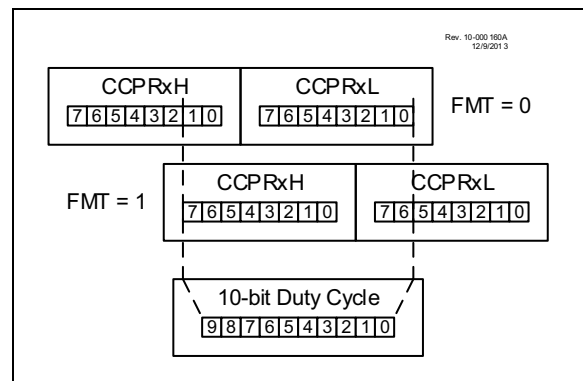 Rev. 10-000 160A
12/9/201 3
CCPRxH CCPRxL
7 6 5 4 3 2 1 0 7 6 5 4 3 2 1 0
FMT = 0
CCPRxH CCPRxL
FMT = 1
7 6 5 4 3 2 1 0 7 6 5 4 3 2 1 0
10-bit Duty Cycle
9 8 7 6 5 4 3 2 1 0